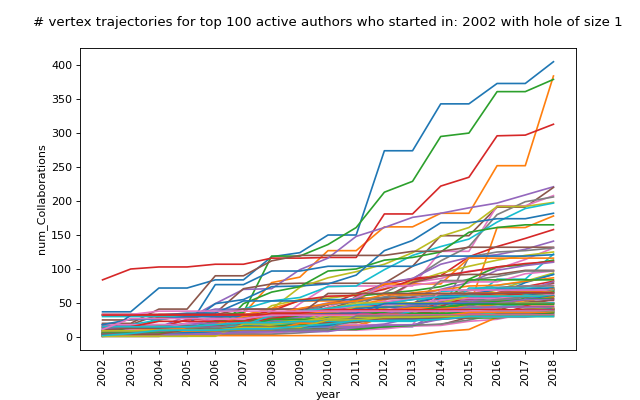 # vertex trajectories for top 100 active authors who started in: 2002 with hole of size 1
400
350
300
250
200
150
100
50
0
num_Collaborations
2002 2003 2004 2005 2006 2007 2008 2009 2010 2011 2012 2013 2014 2015 2016 2017 2018
year